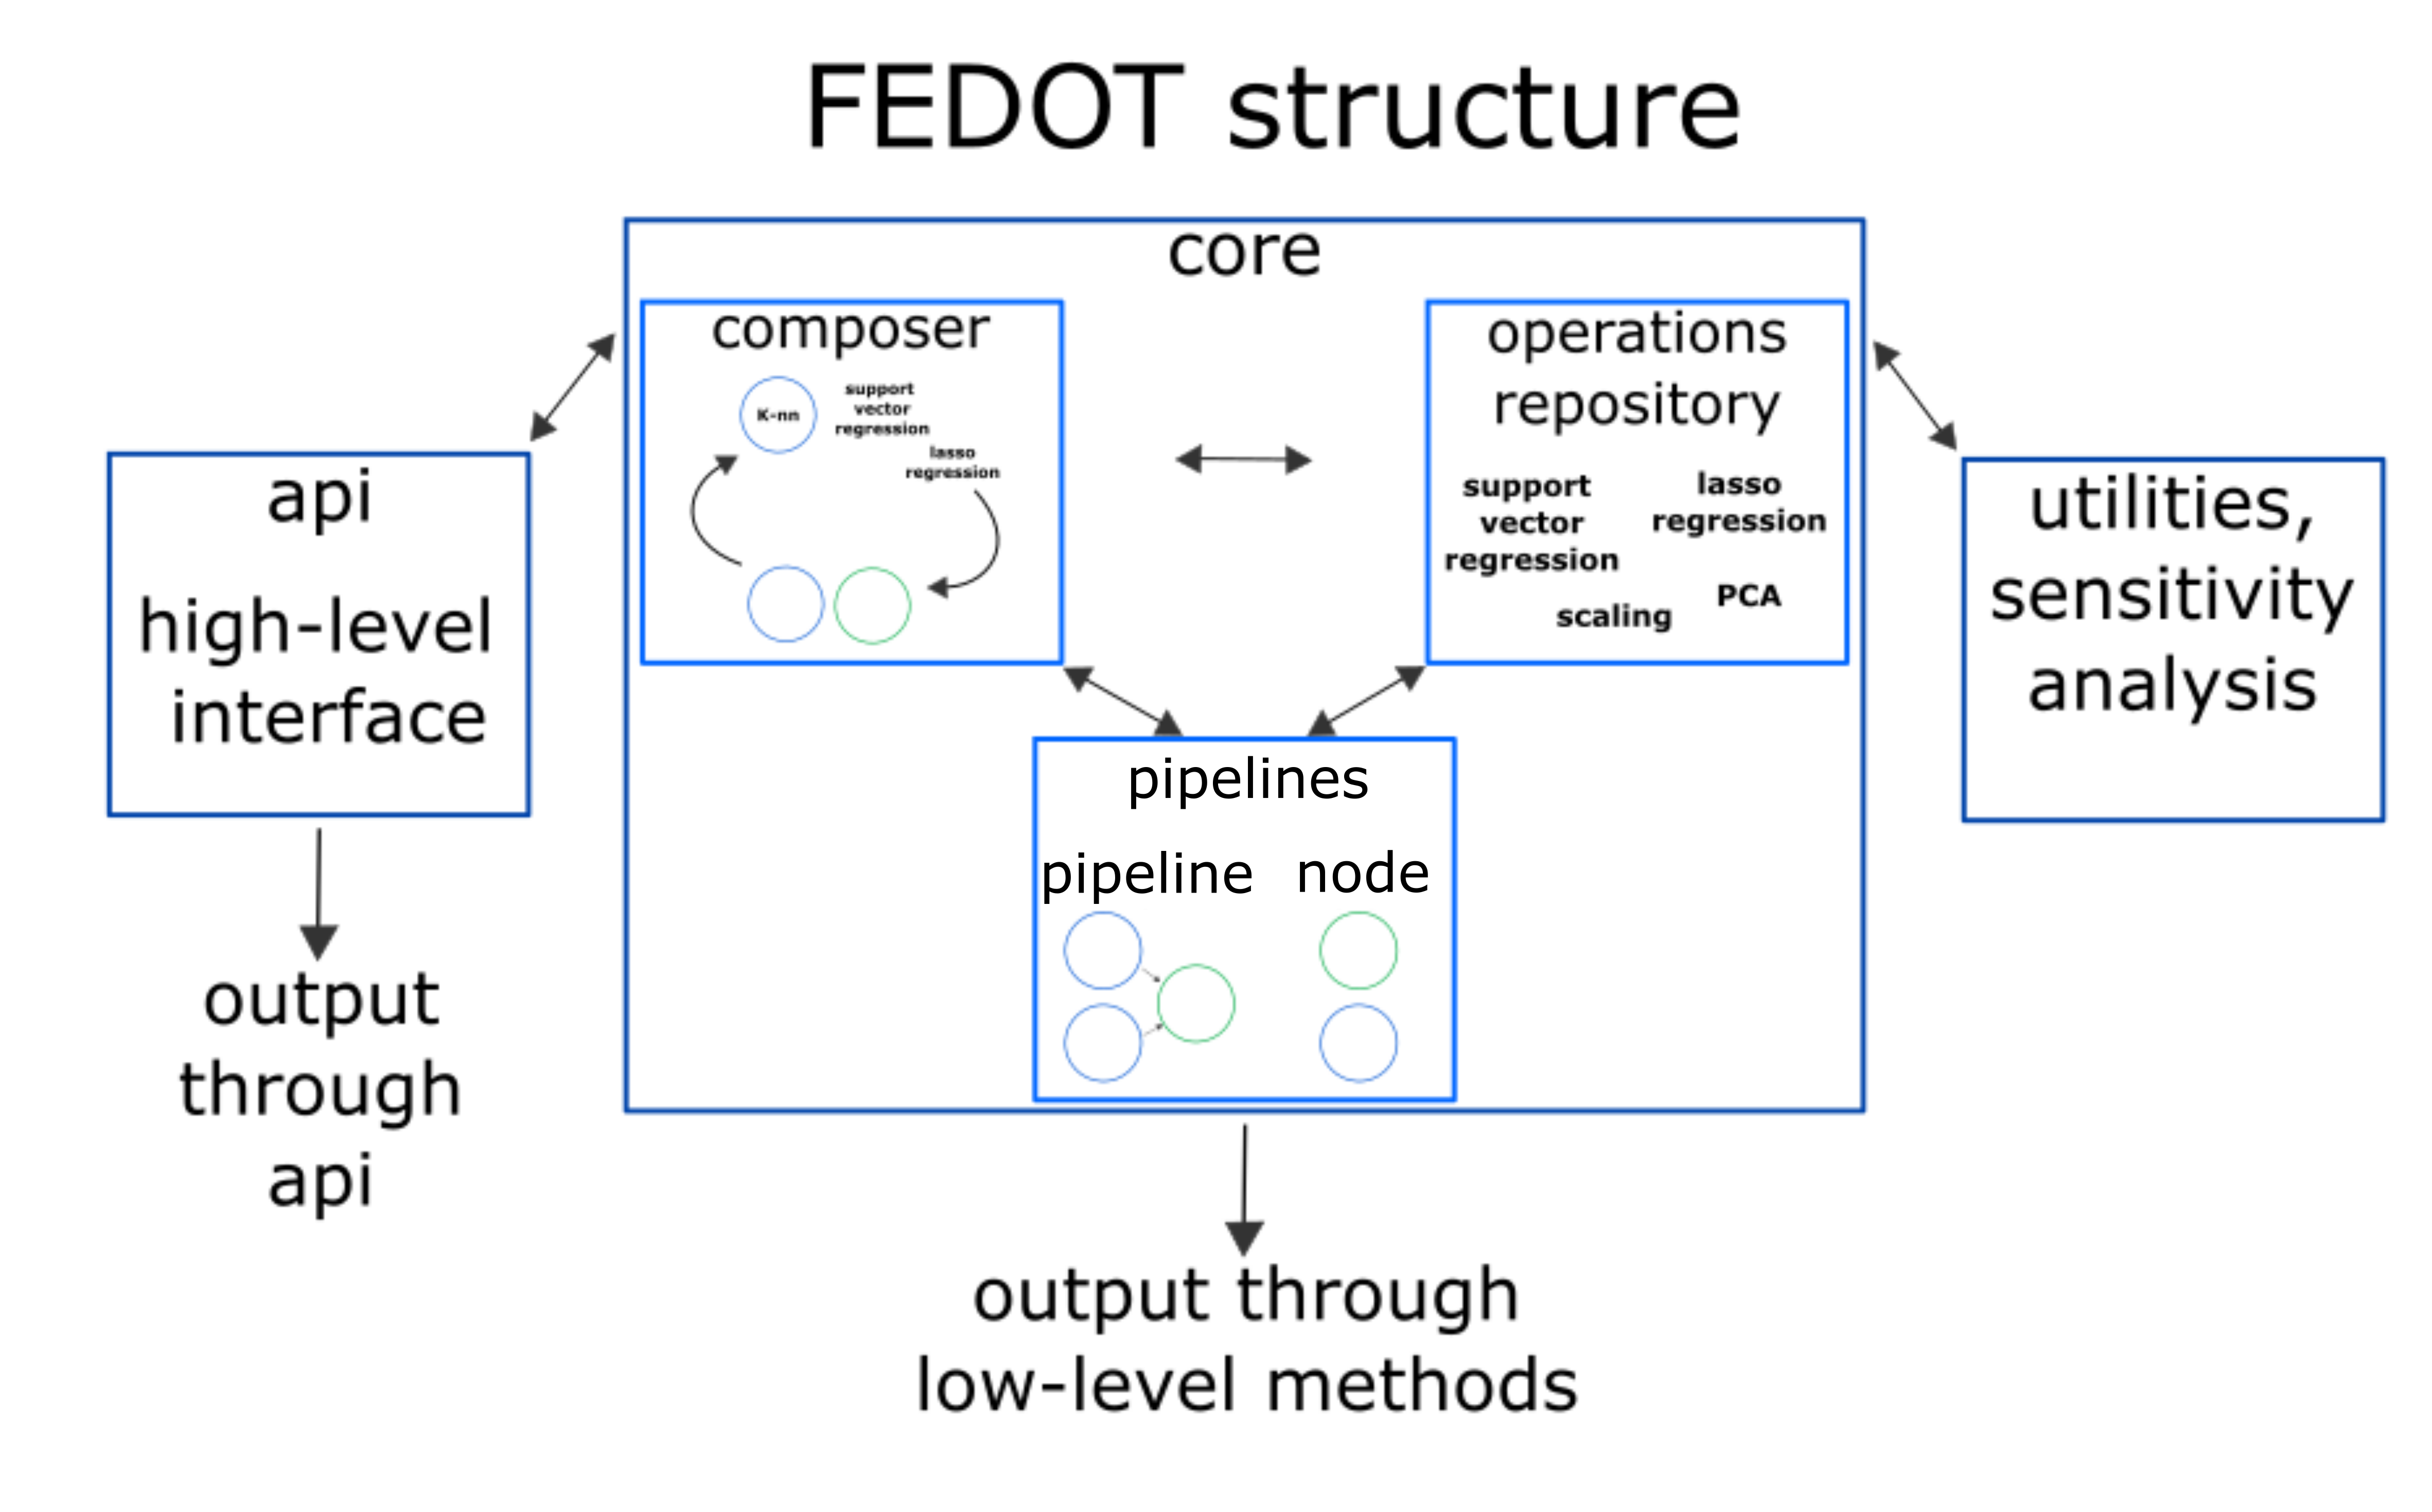 FEDOT structure
core
composer
K-nn
support
vector
regression
lasso
regression
operations
repository
support
vector
regression
lasso
regression
scaling
PCA
api
high-level
interface
utilities,
sensitivity
analysis
pipelines
pipeline
node
output
through
api
output through
low-level methods